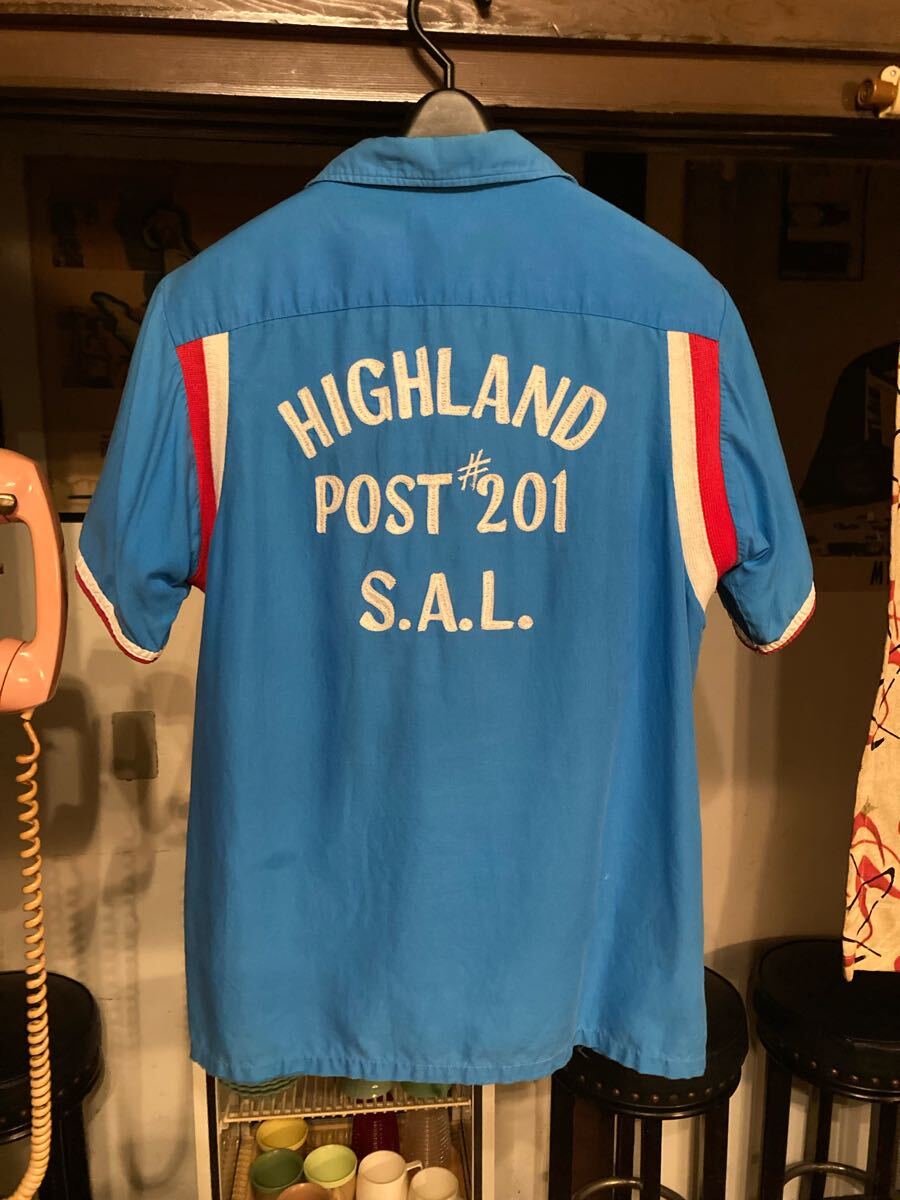 HIGHLAND
POST #201
S.A.L.